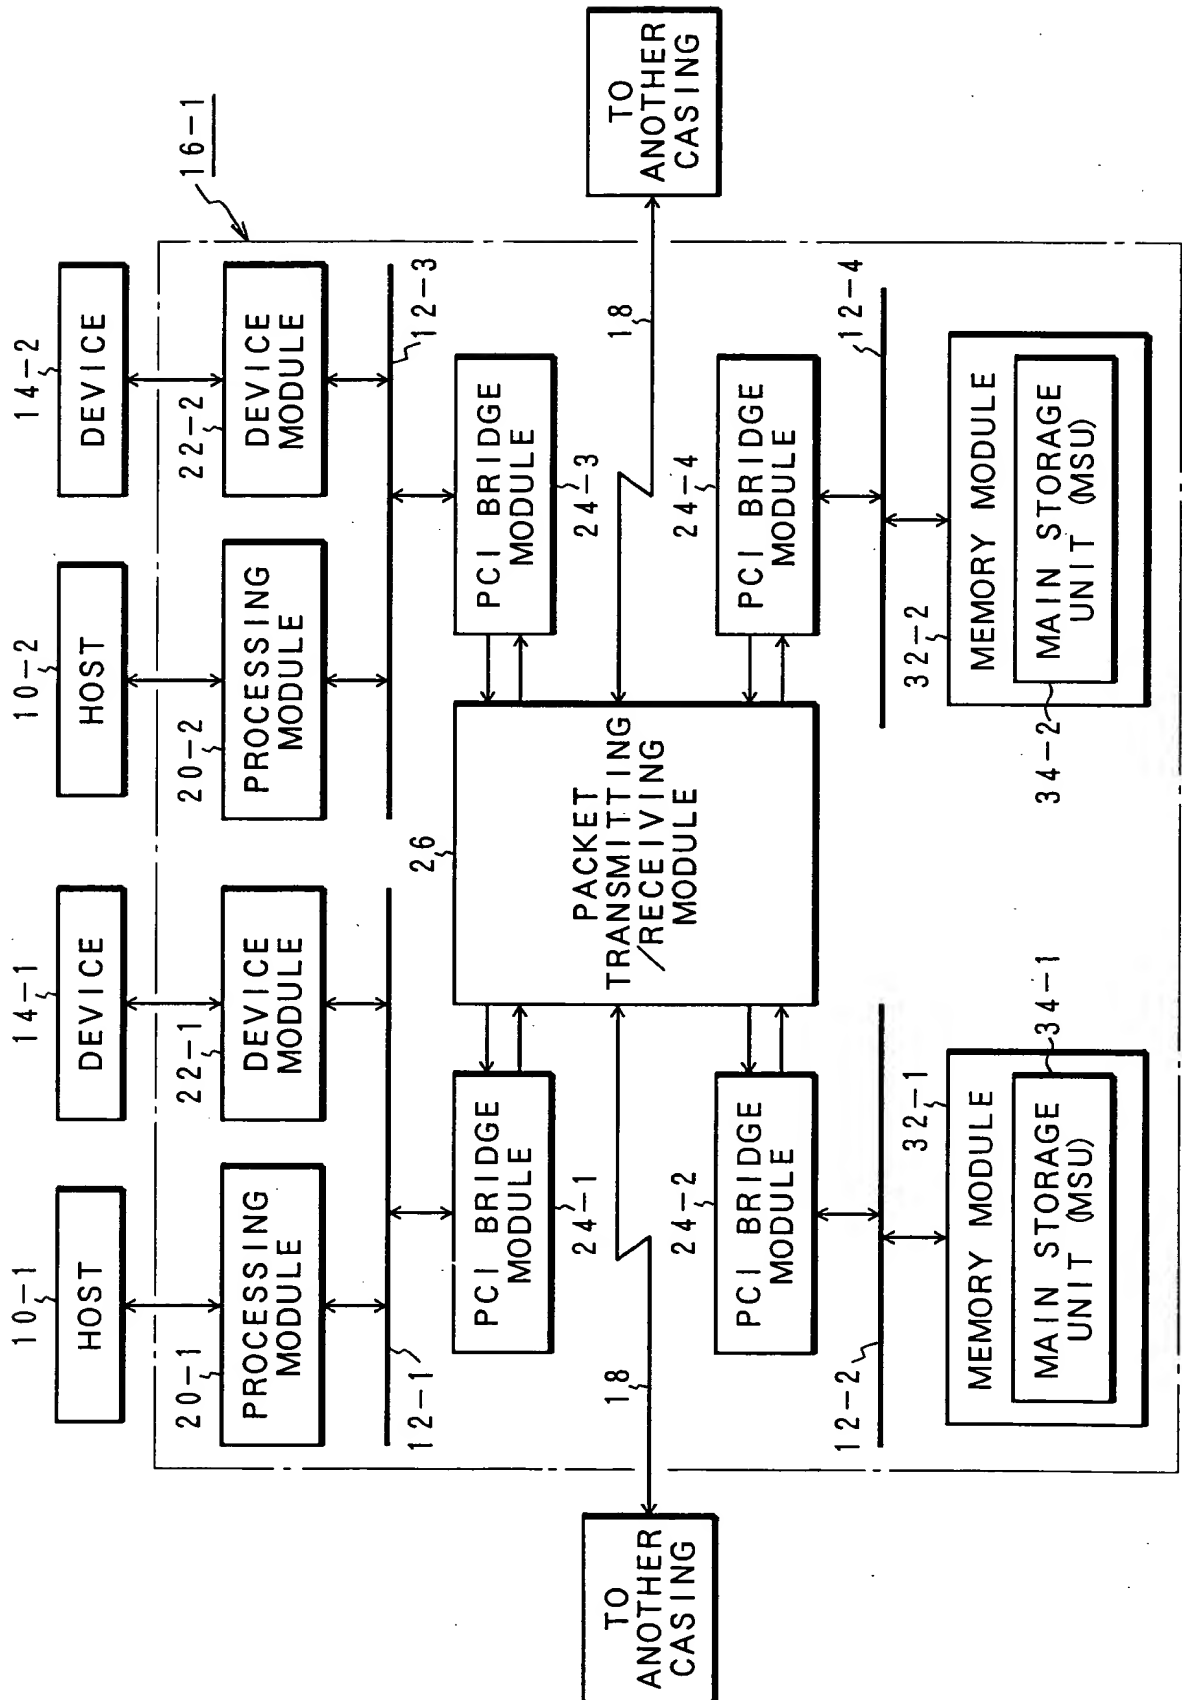 10-1
HOST
14-1
DEVICE
10-2
HOST
14-2
DEVICE
16-1
20-1
PROCESSING
MODULE
22-1
DEVICE
MODULE
20-2
PROCESSING
MODULE
22-2
DEVICE
MODULE
12-1
12-3
PCI BRIDGE
MODULE
24-1
26
PACKET
TRANSMITTING
/RECEIVING
MODULE
PCI BRIDGE
MODULE
24-3
TO
ANOTHER
CASING
18
18
TO
ANOTHER
CASING
24-2
PCI BRIDGE
MODULE
24-4
PCI BRIDGE
MODULE
12-2
12-4
32-1
MEMORY MODULE
MAIN STORAGE
UNIT (MSU)
34-1
32-2
MEMORY MODULE
MAIN STORAGE
UNIT (MSU)
34-2